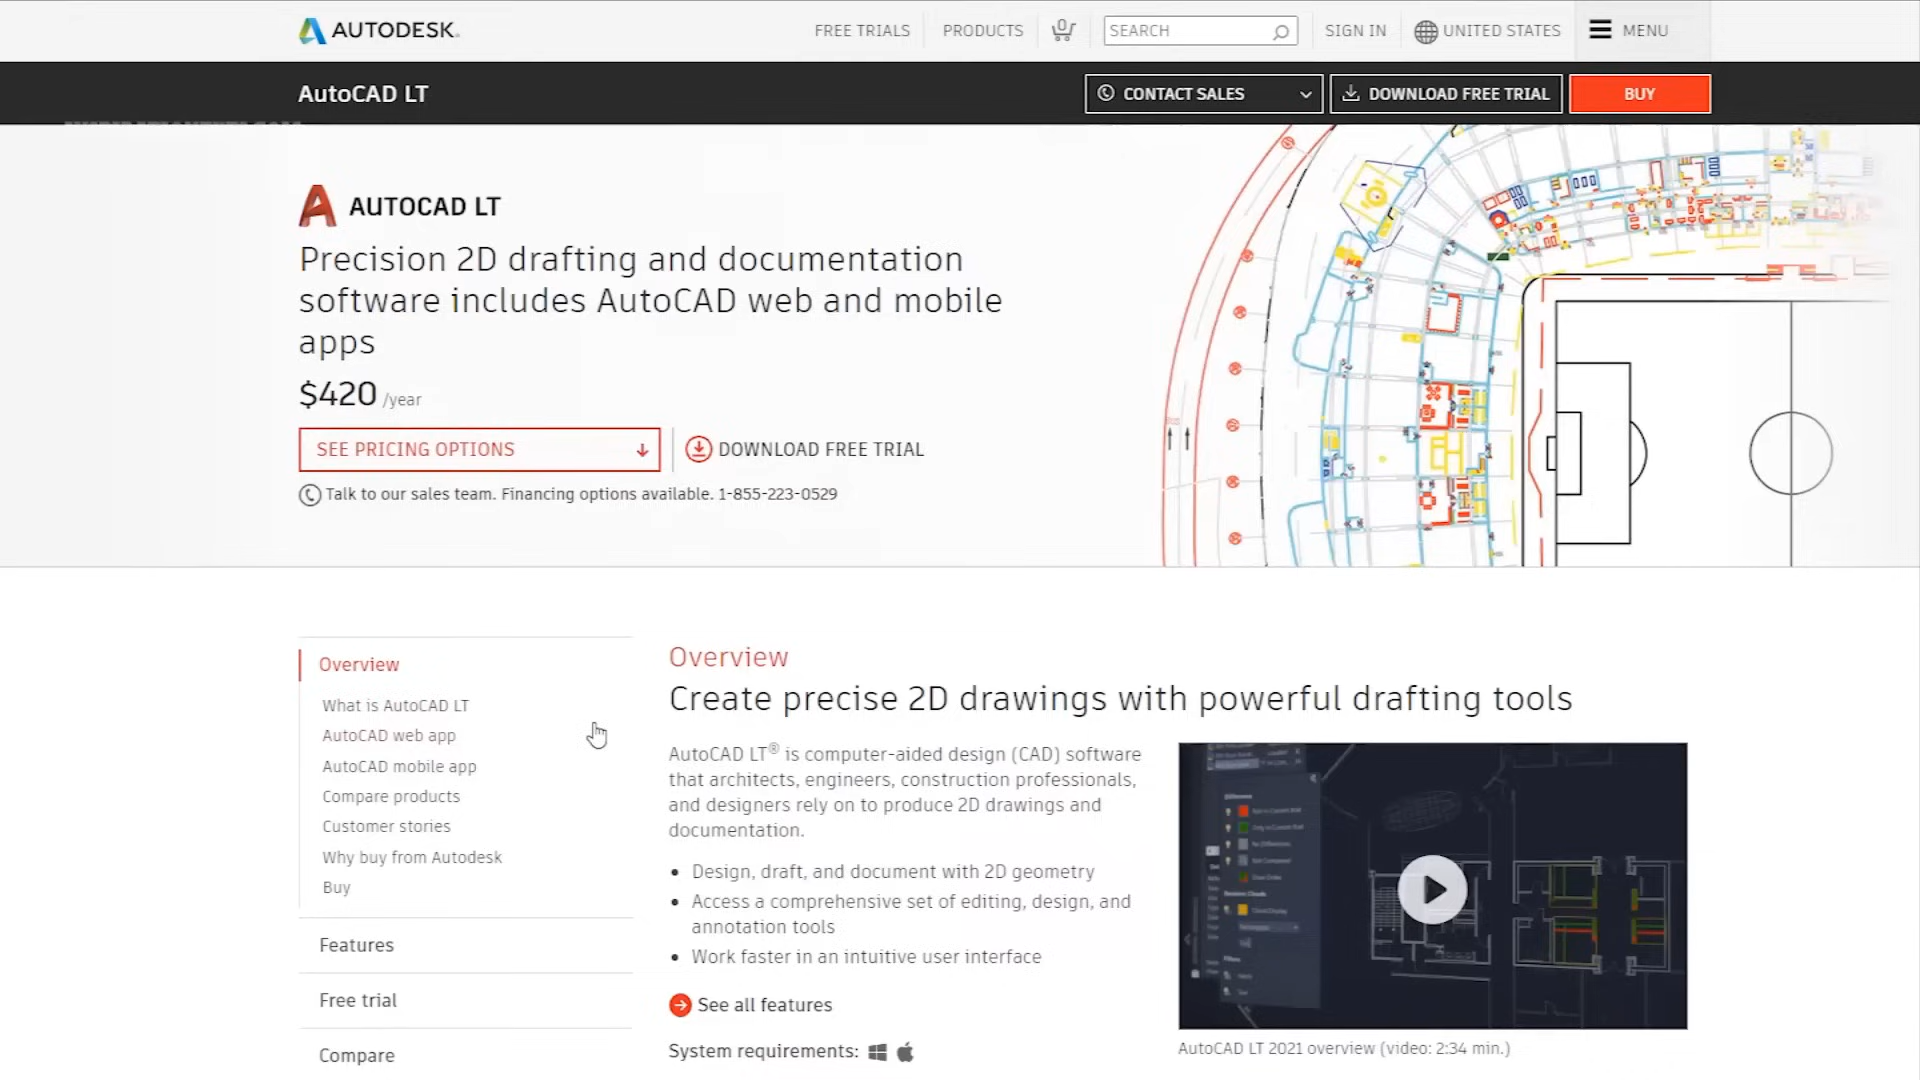 AUTODESK.
FREE TRIALS
PRODUCTS
0
SEARCH
SIGN IN
UNITED STATES
MENU
AutoCAD LT
CONTACT SALES
DOWNLOAD FREE TRIAL
BUY
AUTOCAD LT
Precision 2D drafting and documentation
software includes AutoCAD web and mobile
apps
$420 /year
SEE PRICING OPTIONS
DOWNLOAD FREE TRIAL
Talk to our sales team. Financing options available. 1-855-223-0529
Overview
What is AutoCAD LT
AutoCAD web app
AutoCAD mobile app
Compare products
Customer stories
Why buy from Autodesk
Buy
Features
Free trial
Compare
Overview
Create precise 2D drawings with powerful drafting tools
AutoCAD LT® is computer-aided design (CAD) software
that architects, engineers, construction professionals,
and designers rely on to produce 2D drawings and
documentation.
• Design, draft, and document with 2D geometry
• Access a comprehensive set of editing, design, and
annotation tools
• Work faster in an intuitive user interface
See all features
System requirements:
AutoCAD LT 2021 overview (video: 2:34 min.)